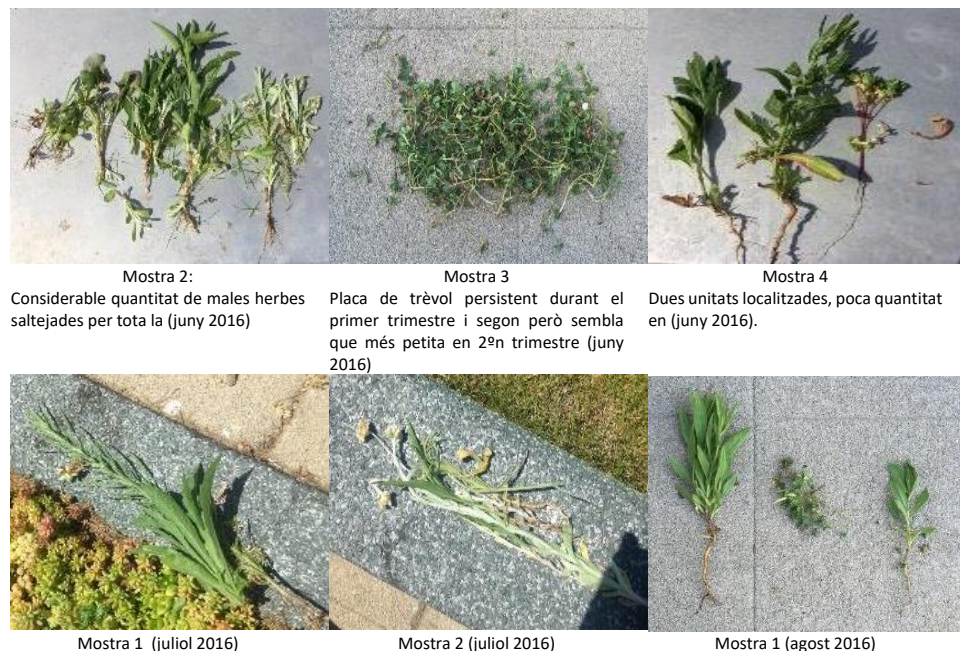 Mostra 2:
Considerable quantitat de males herbes
saltejades per tota la (juny 2016)
Mostra 3
Placa de trèvol persistent durant el
primer trimestre i segon però sembla
que més petita en 2ºn trimestre (juny
2016)
Mostra 4
Dues unitats localitzades, poca quantitat
en (juny 2016).
Mostra 1 (juliol 2016)
Mostra 2 (juliol 2016)
Mostra 1 (agost 2016)